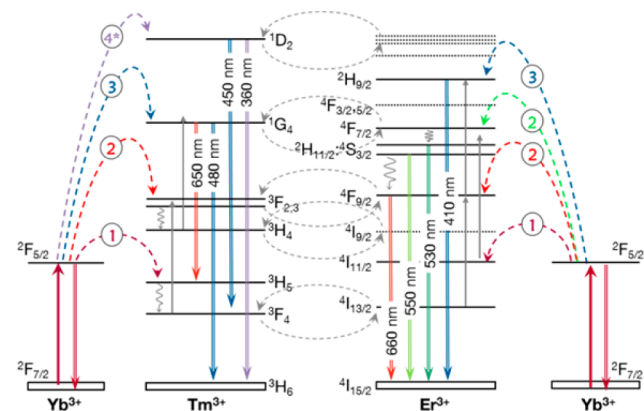 4*
3
2
1
²F₅/₂
²F₇/₂
Yb³⁺
¹D₂
¹G₄
³F₂,₃
³H₄
³H₅
³F₄
³H₆
650 nm
480 nm
450 nm
360 nm
Tm³⁺
²H₉/₂
⁴F₃/₂+₅/₂
⁴F₇/₂
²H₁₁/₂:⁴S₃/₂
⁴F₉/₂
⁴I₉/₂
⁴I₁₁/₂
⁴I₁₃/₂
⁴I₁₅/₂
660 nm
550 nm
530 nm
410 nm
Er³⁺
3
2
2
1
²F₅/₂
²F₇/₂
Yb³⁺